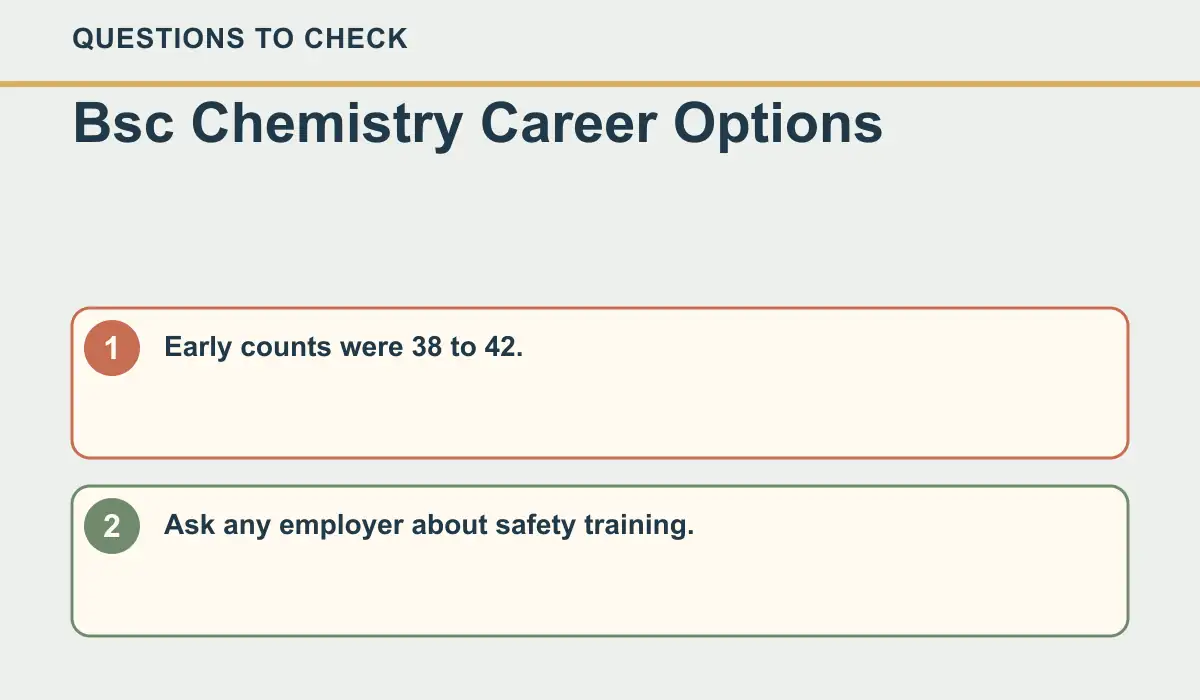 QUESTIONS TO CHECK
Bsc Chemistry Career Options
1 Early counts were 38 to 42.
2 Ask any employer about safety training.